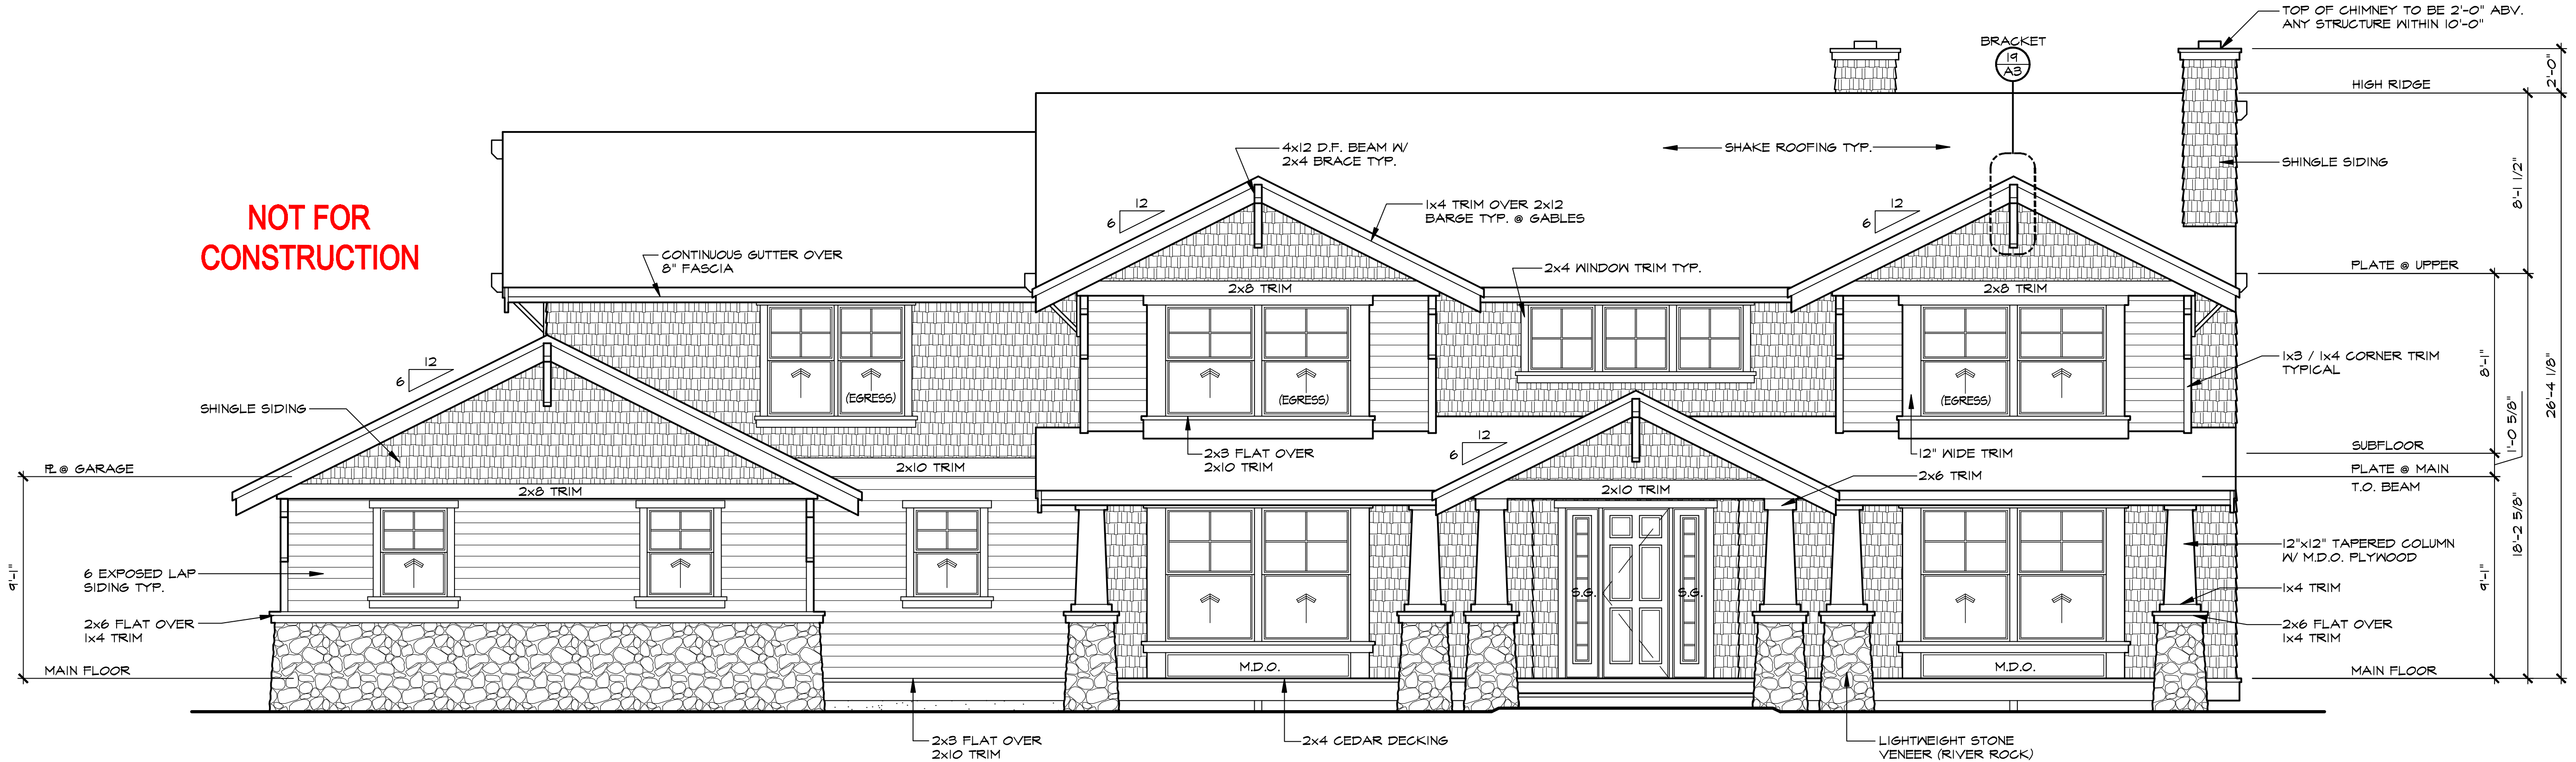 TOP OF CHIMNEY TO BE 2'-0" ABV.
ANY STRUCTURE WITHIN 10'-0"
BRACKET
19
A3
2'-0"
HIGH RIDGE
4x12 D.F. BEAM W/
2x4 BRACE TYP.
SHAKE ROOFING TYP.
SHINGLE SIDING
8'-1 1/2"
NOT FOR
CONSTRUCTION
12
6
1x4 TRIM OVER 2x12
BARGE TYP. @ GABLES
12
6
CONTINUOUS GUTTER OVER
8" FASCIA
2x4 WINDOW TRIM TYP.
PLATE @ UPPER
2x8 TRIM
2x8 TRIM
12
6
(EGRESS)
(EGRESS)
(EGRESS)
1x3 / 1x4 CORNER TRIM
TYPICAL
8'-1"
26'-4 1/8"
SHINGLE SIDING
1'-0 5/8"
12
6
2x3 FLAT OVER
2x10 TRIM
12" WIDE TRIM
SUBFLOOR
PL @ GARAGE
2x10 TRIM
2x6 TRIM
PLATE @ MAIN
T.O. BEAM
2x8 TRIM
2x10 TRIM
18'-2 5/8"
12"x12" TAPERED COLUMN
W/ M.D.O. PLYWOOD
9'-1"
6 EXPOSED LAP
SIDING TYP.
S.G.
S.G.
1x4 TRIM
9'-1"
2x6 FLAT OVER
1x4 TRIM
2x6 FLAT OVER
1x4 TRIM
MAIN FLOOR
M.D.O.
M.D.O.
MAIN FLOOR
2x3 FLAT OVER
2x10 TRIM
2x4 CEDAR DECKING
LIGHTWEIGHT STONE
VENEER (RIVER ROCK)